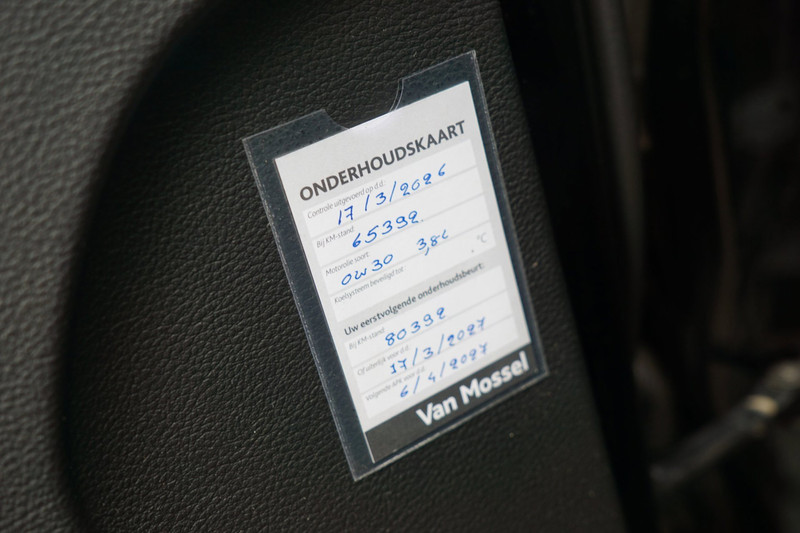 ONDERHOUDSKAART
Controle uitgevoerd op d.d.:
17/3/2026
Bij KM-stand
65392
Motorolie soort:
0W30 3,8L
Koelsysteem beveiligd tot °C
Uw eerstvolgende onderhoudsbeurt:
Bij KM-stand
80392
Of uiterlijk voor d.d.
17/3/2027
Volgende APK voor d.d.
6/4/2027
Van Mossel